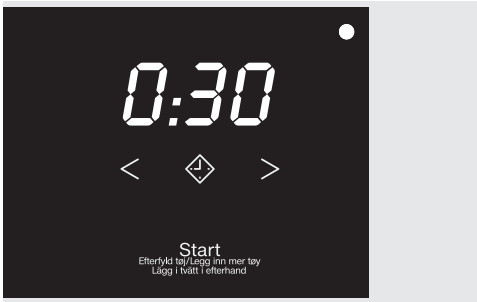 0:30
< >
Start
Efterfyld tøj/Legg inn mer tøy
Lägg i tvätt i efterhand